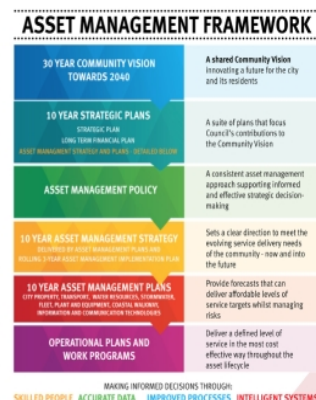 ASSET MANAGEMENT FRAMEWORK
30 YEAR COMMUNITY VISION
TOWARDS 2040
A shared Community Vision
innovating a future for the city
and its residents
10 YEAR STRATEGIC PLANS
STRATEGIC PLAN
LONG TERM FINANCIAL PLAN
ASSET MANAGMENT STRATEGY AND PLANS - DETAILED BELOW
A suite of plans that focus
Council's contributions to
the Community Vision
ASSET MANAGEMENT POLICY
A consistent asset management
approach supporting informed
and effective strategic decision-
making
10 YEAR ASSET MANAGEMENT STRATEGY
DELIVERED BY ASSET MANAGEMENT PLANS AND
ROLLING 3-YEAR ASSET MANAGEMENT IMPLEMENTATION PLAN
Sets a clear direction to meet the
evolving service delivery needs
of the community - now and into
the future
10 YEAR ASSET MANAGEMENT PLANS
CITY PROPERTY, TRANSPORT, WATER RESOURCES, STORMWATER,
FLEET, PLANT AND EQUIPMENT, COASTAL WALKWAY,
INFORMATION AND COMMUNICATION TECHNOLOGIES
Provide forecasts that can
deliver affordable levels of
service targets whilst managing
risks
OPERATIONAL PLANS AND
WORK PROGRAMS
Deliver a defined level of
service in the most cost
effective way throughout the
asset lifecycle
MAKING INFORMED DECISIONS THROUGH:
SKILLED PEOPLE ACCURATE DATA IMPROVED PROCESSES INTELLIGENT SYSTEMS